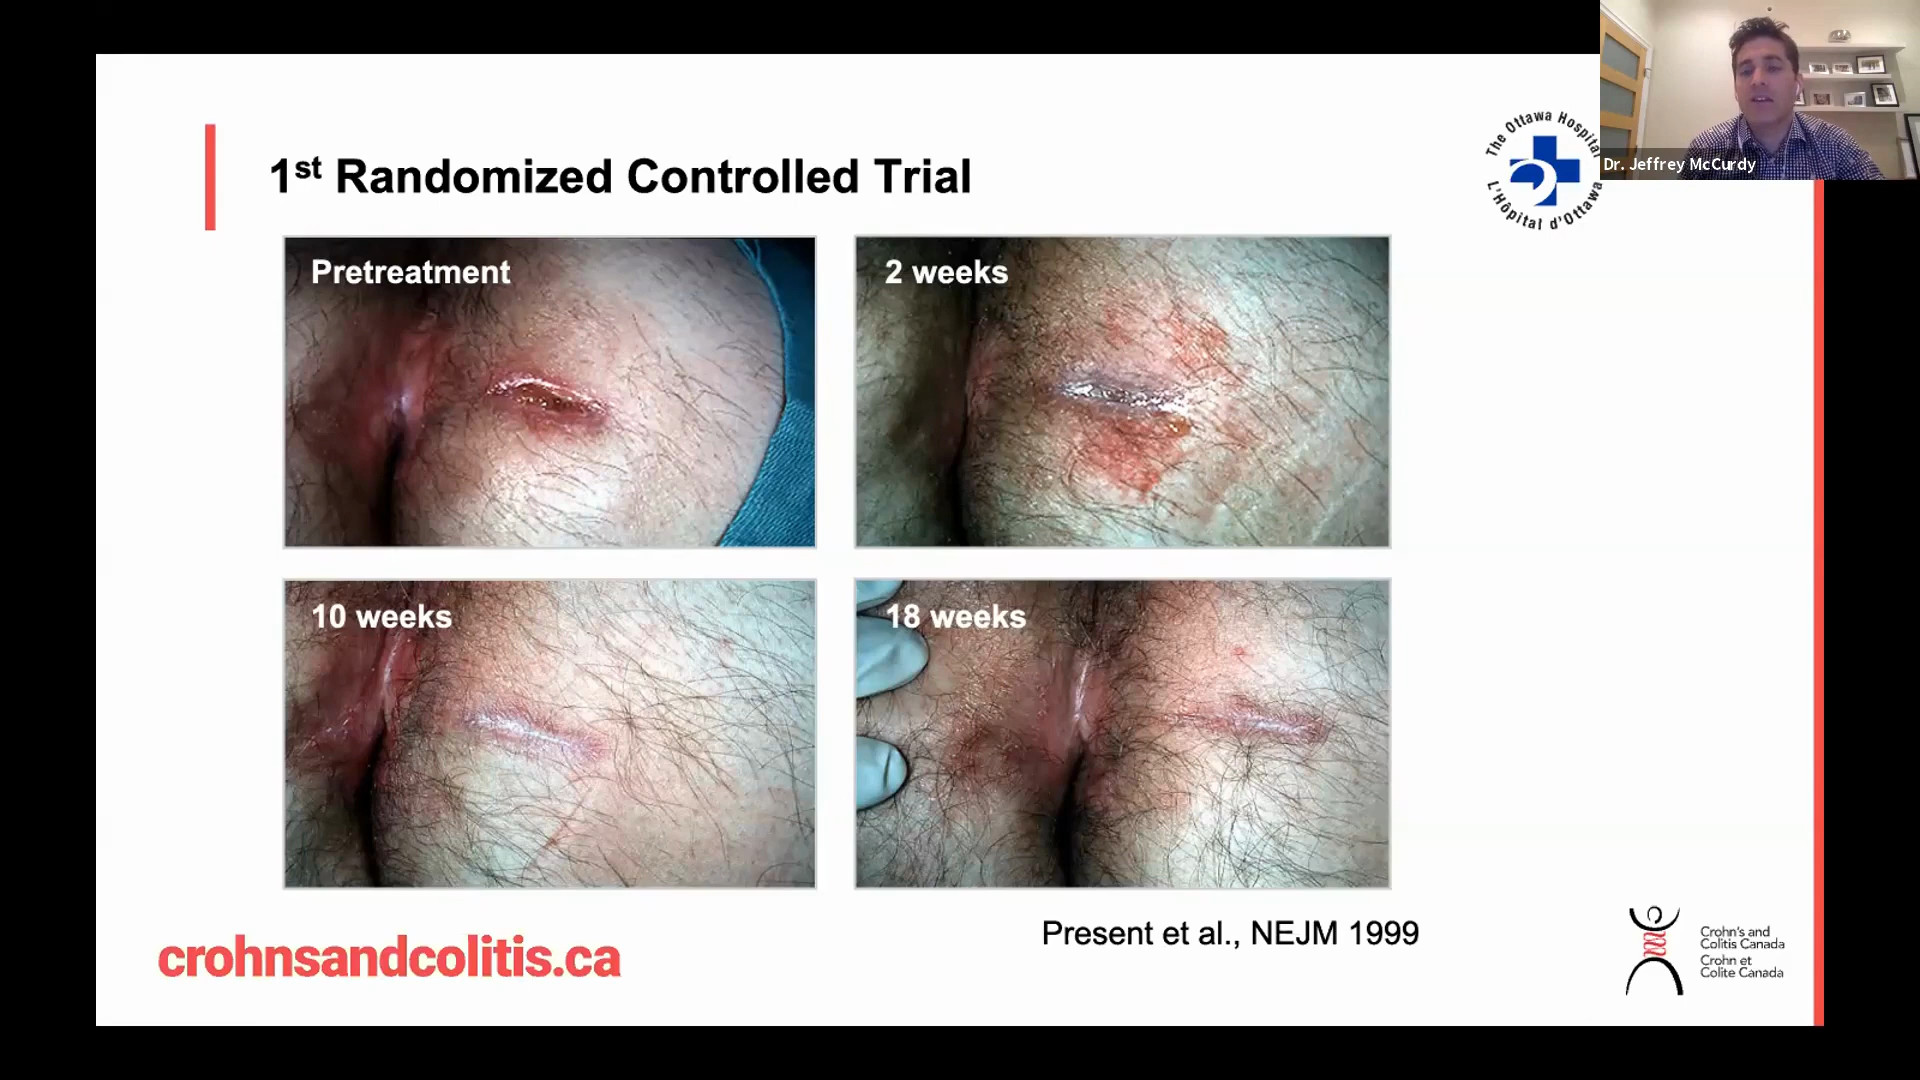 1st Randomized Controlled Trial
The Ottawa Hospital
L'Hôpital d'Ottawa
Dr. Jeffrey McCurdy
Pretreatment
2 weeks
10 weeks
18 weeks
Present et al., NEJM 1999
crohnsandcolitis.ca
Crohn's and
Colitis Canada
Crohn et
Colite Canada